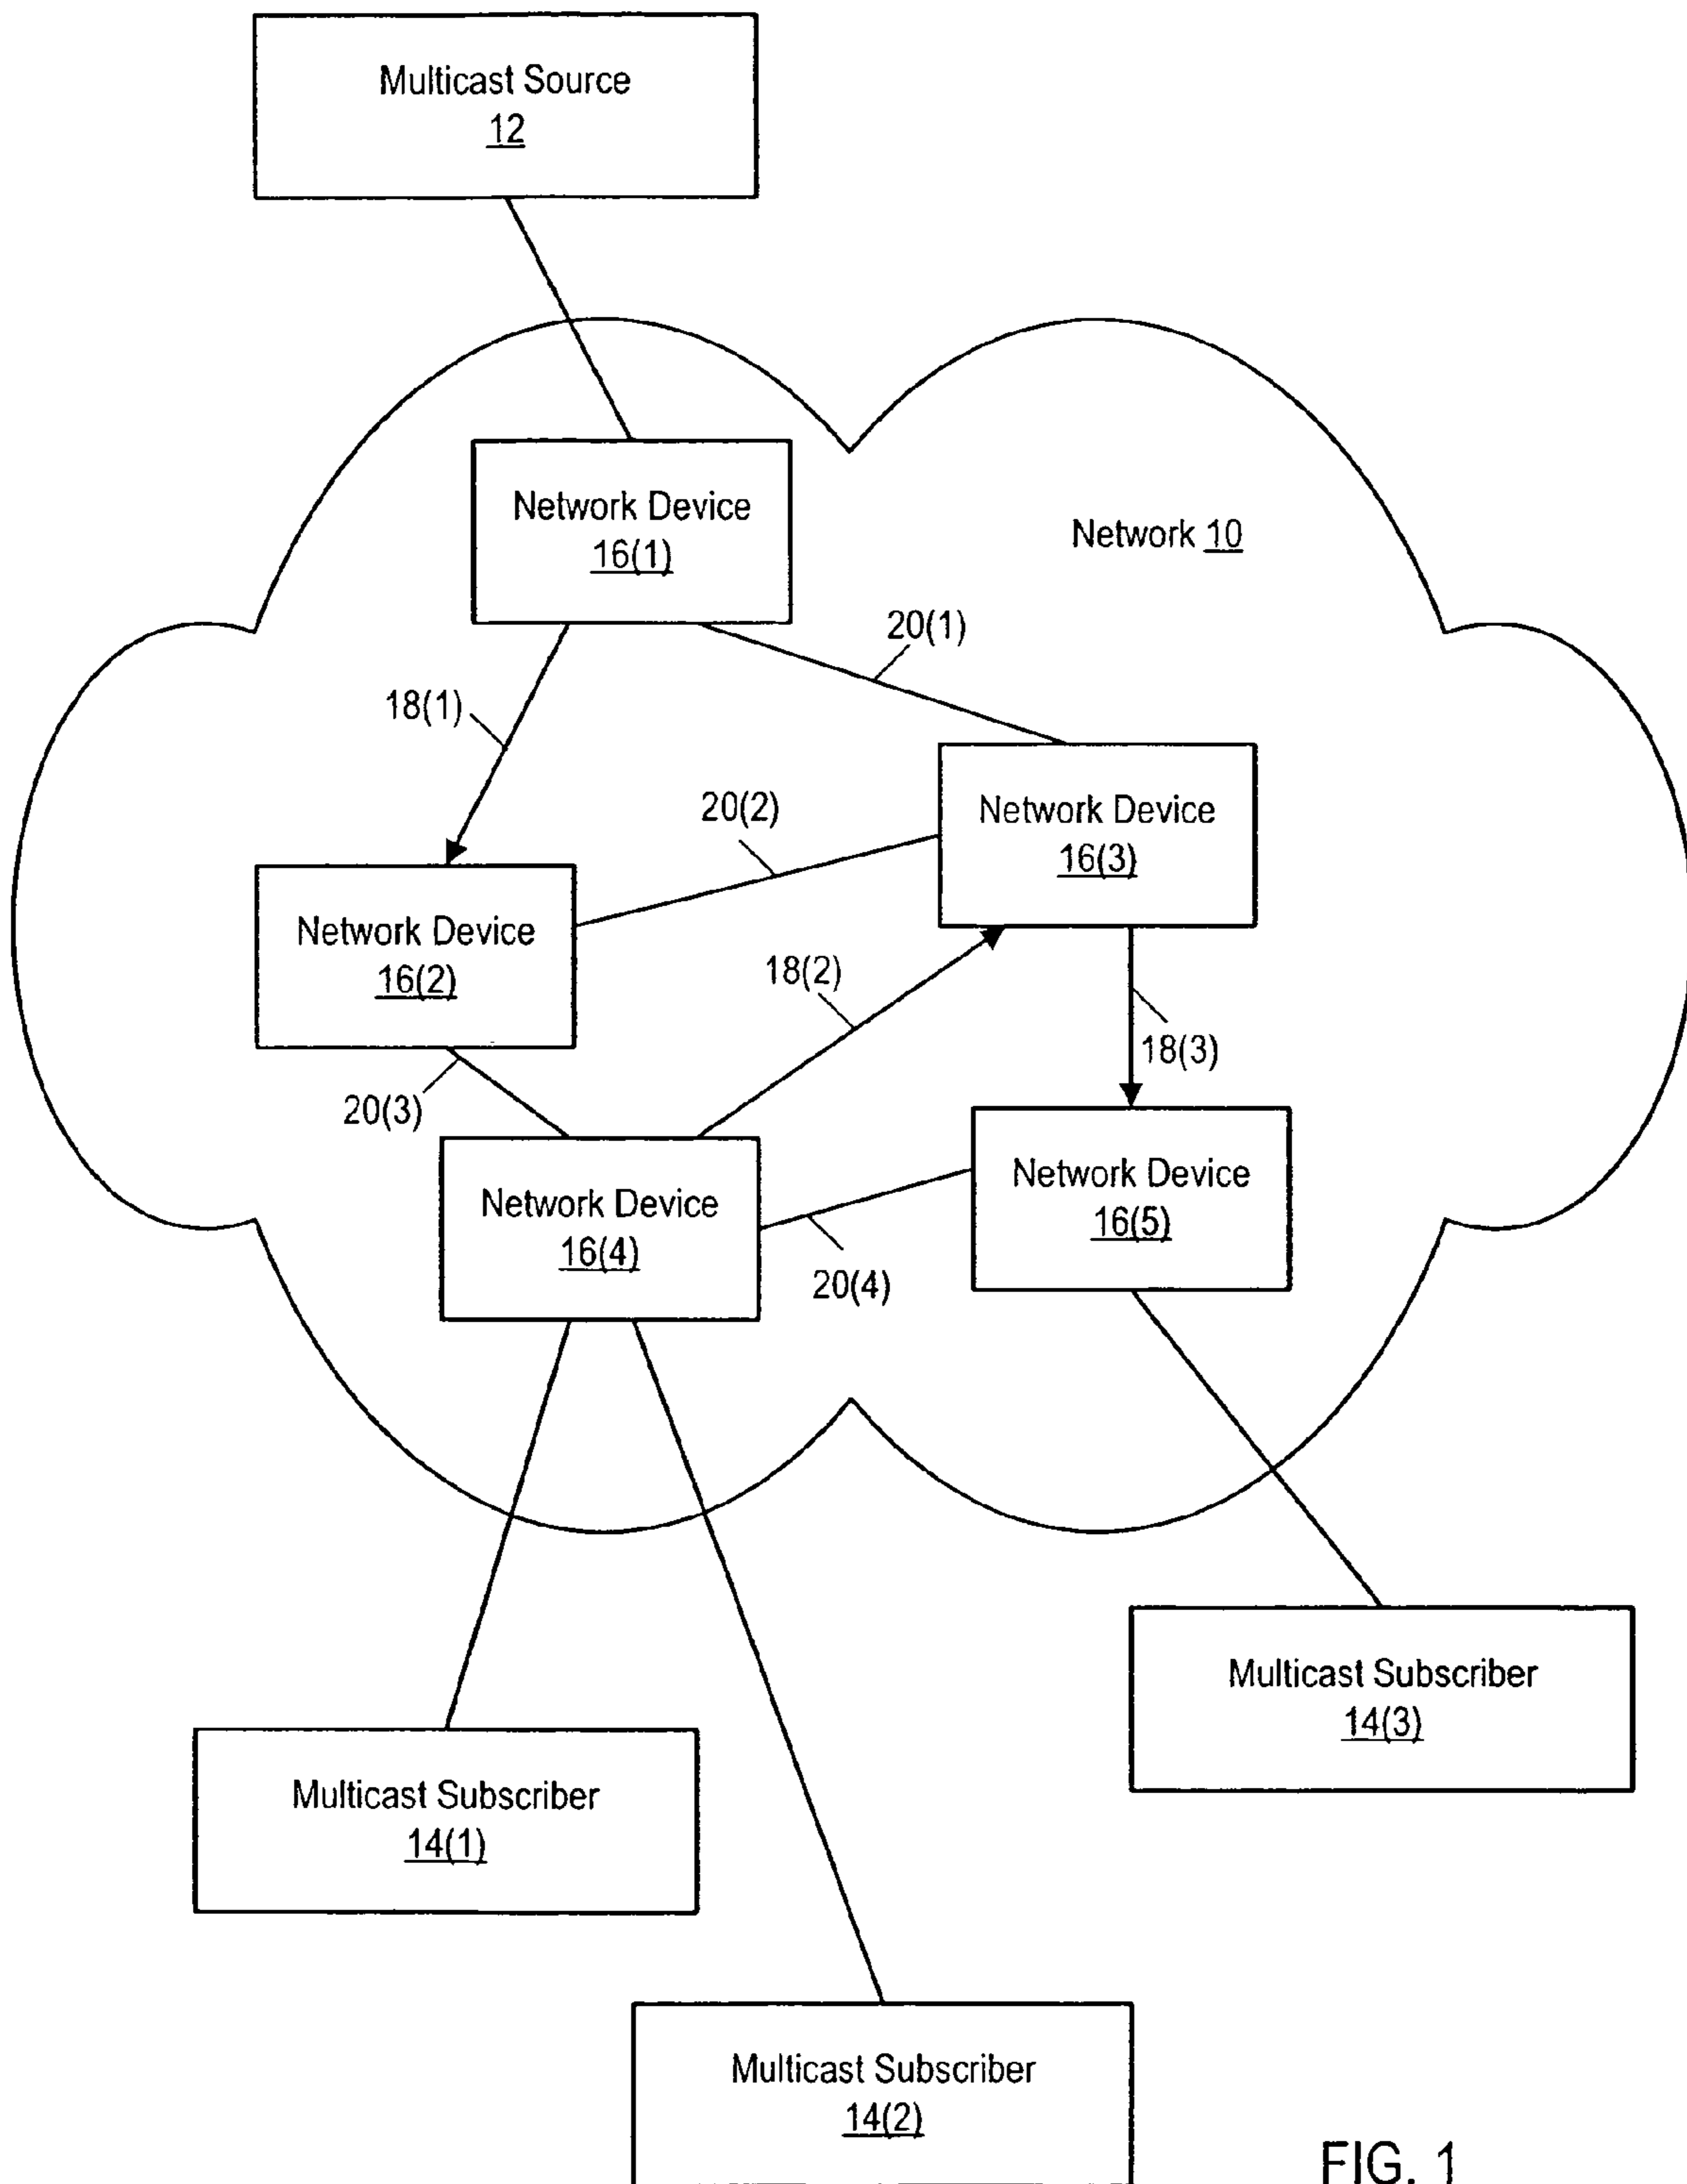 Multicast Source
12
Network Device
16(1)
Network 10
20(1)
18(1)
20(2)
Network Device
16(3)
Network Device
16(2)
18(2)
18(3)
20(3)
Network Device
16(4)
Network Device
16(5)
20(4)
Multicast Subscriber
14(3)
Multicast Subscriber
14(1)
Multicast Subscriber
14(2)
FIG. 1